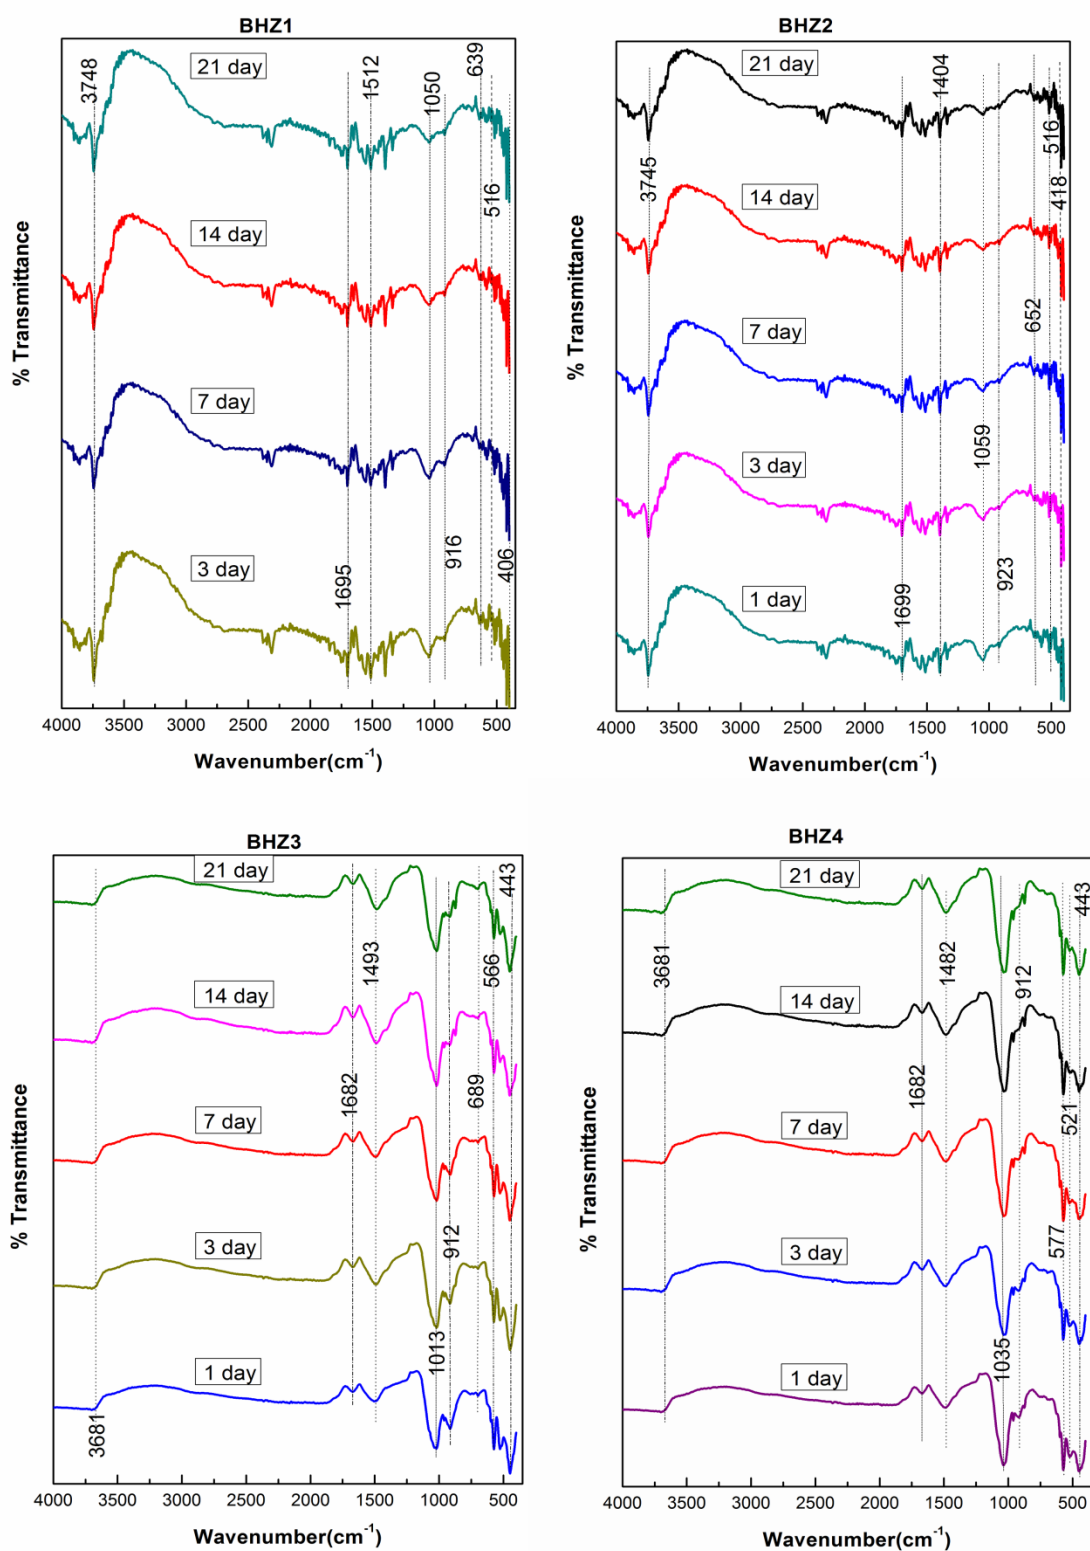 BHZ1
% Transmittance
3748
21 day
1512
1050
639
516
14 day
7 day
3 day
1695
916
406
4000 3500 3000 2500 2000 1500 1000 500
Wavenumber(cm⁻¹)
BHZ2
% Transmittance
21 day
1404
3745
516
418
14 day
652
7 day
1059
3 day
923
1 day
1699
4000 3500 3000 2500 2000 1500 1000 500
Wavenumber(cm⁻¹)
BHZ3
% Transmittance
21 day
443
1493
566
14 day
1682
689
7 day
912
3 day
1013
1 day
3681
4000 3500 3000 2500 2000 1500 1000 500
Wavenumber(cm⁻¹)
BHZ4
% Transmittance
21 day
443
3681
1482
912
14 day
1682
521
7 day
577
3 day
1035
1 day
4000 3500 3000 2500 2000 1500 1000 500
Wavenumber(cm⁻¹)